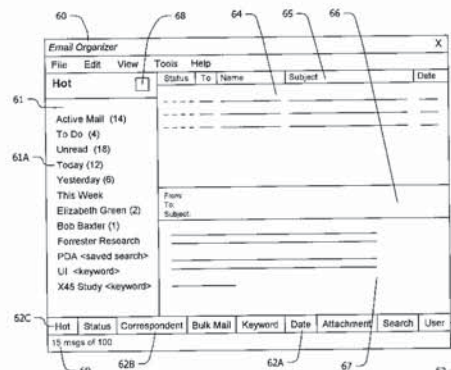 60
68
64
65
66
Email Organizer X
File Edit View Tools Help
Hot
Status To Name Subject Date
61
Active Mail (14)
To Do (4)
Unread (18)
61A
Today (12)
Yesterday (6)
This Week
Elizabeth Green (2)
Bob Baxter (1)
Forrester Research
PDA <saved search>
UI <keyword>
X45 Study <keyword>
From:
To:
Subject:
62C
Hot Status Correspondent Bulk Mail Keyword Date Attachment Search User
15 msgs of 100
69
62B
62A
67
62